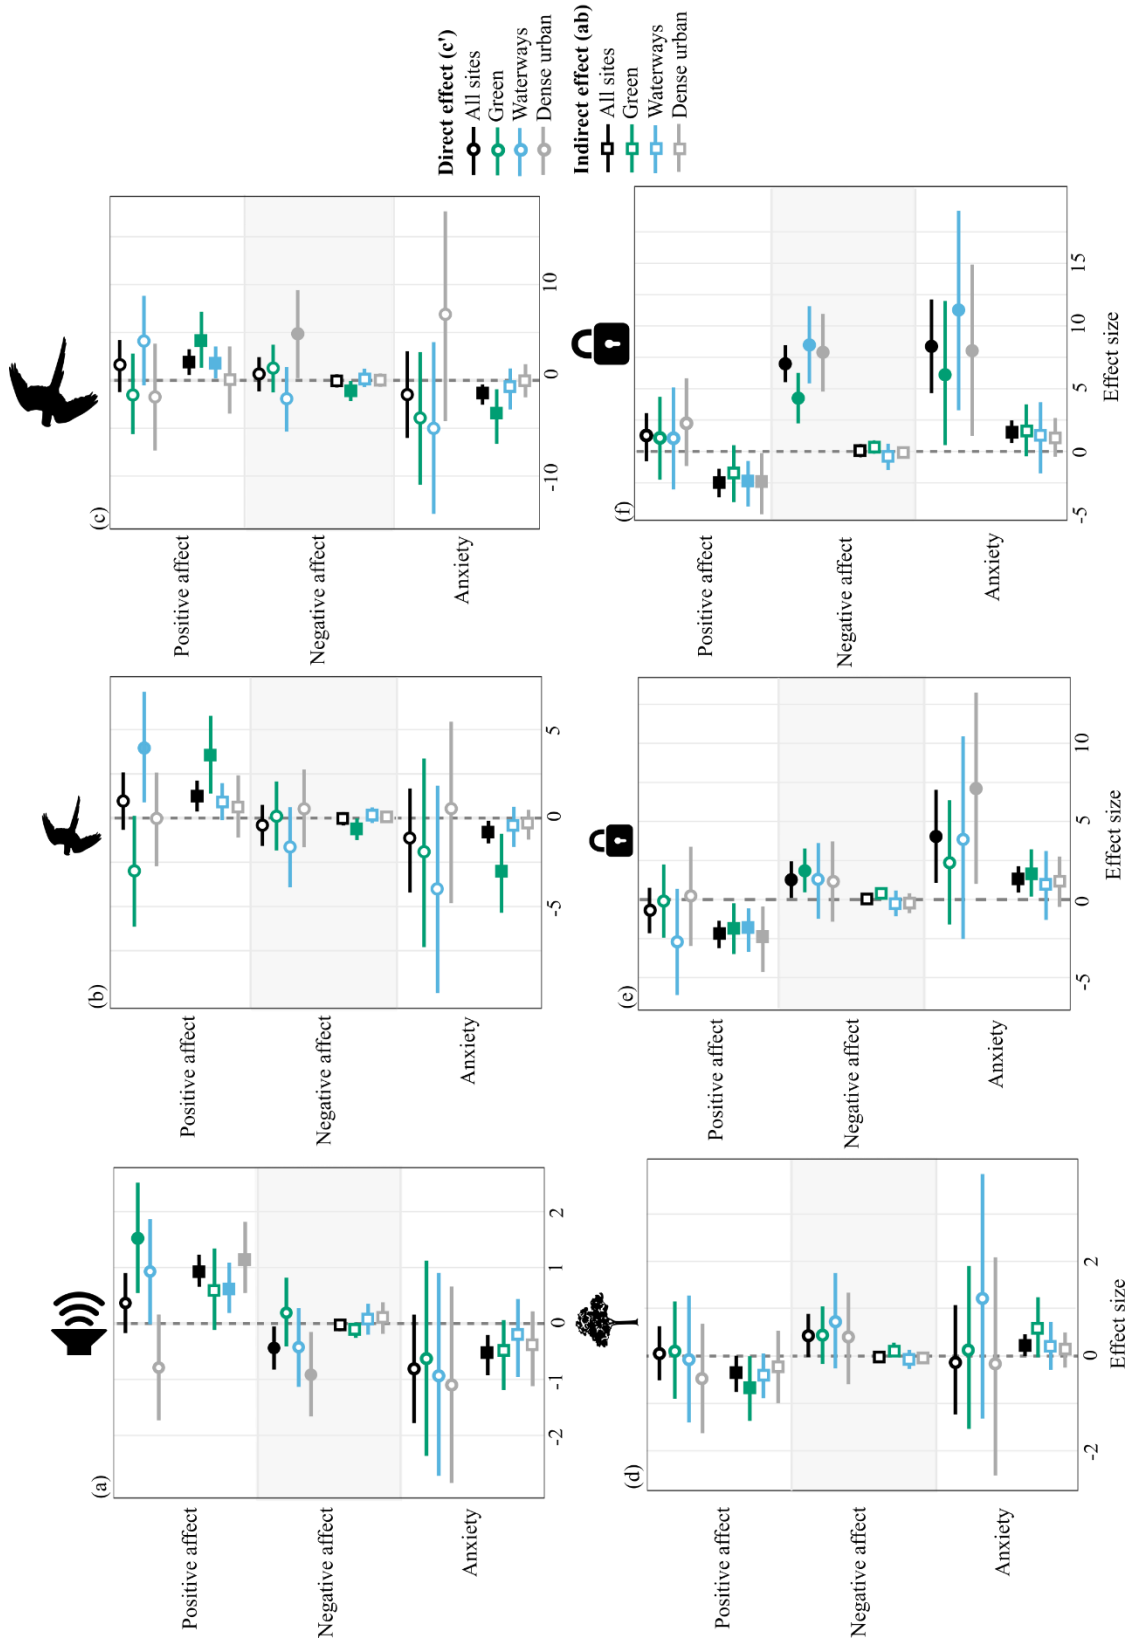 (a)
Positive affect
Negative affect
Anxiety
-2
-1
0
1
2
(b)
Positive affect
Negative affect
Anxiety
-5
0
5
(c)
Positive affect
Negative affect
Anxiety
-10
0
10
Direct effect (c')
All sites
Green
Waterways
Dense urban
Indirect effect (ab)
All sites
Green
Waterways
Dense urban
(d)
Positive affect
Negative affect
Anxiety
-2
0
2
Effect size
(e)
Positive affect
Negative affect
Anxiety
-5
0
5
10
Effect size
(f)
Positive affect
Negative affect
Anxiety
-5
0
5
10
15
Effect size